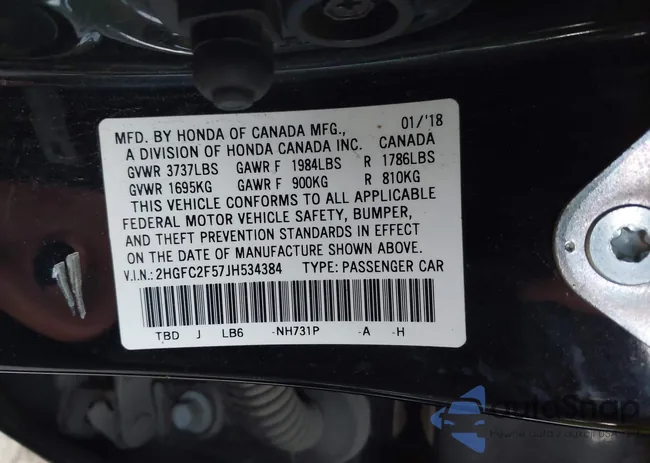 MFD. BY HONDA OF CANADA MFG., 01/'18
A DIVISION OF HONDA CANADA INC. CANADA
GVWR 3737LBS GAWR F 1984LBS R 1786LBS
GVWR 1695KG GAWR F 900KG R 810KG
THIS VEHICLE CONFORMS TO ALL APPLICABLE
FEDERAL MOTOR VEHICLE SAFETY, BUMPER,
AND THEFT PREVENTION STANDARDS IN EFFECT
ON THE DATE OF MANUFACTURE SHOWN ABOVE.
V.I.N.: 2HGFC2F57JH534384 TYPE: PASSENGER CAR
TBD J LB6 -NH731P -A -H
autoShop